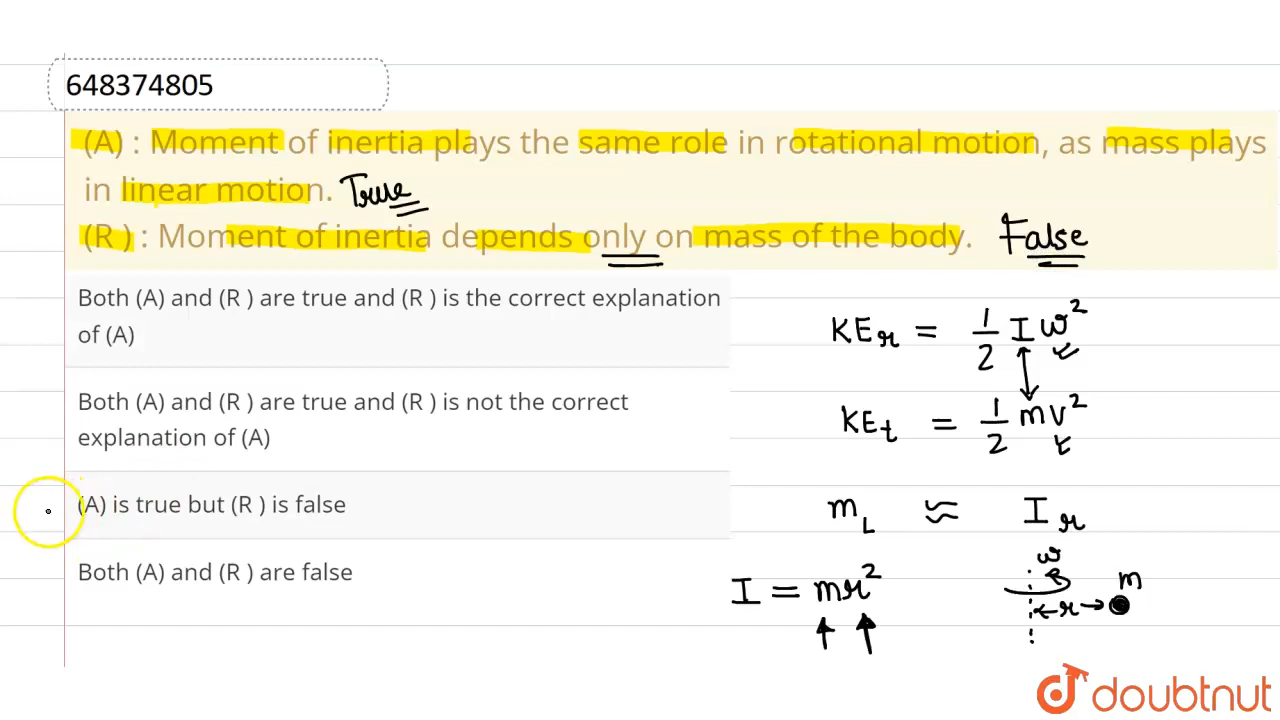 648374805
(A) : Moment of inertia plays the same role in rotational motion, as mass plays
in linear motion. True
(R ) : Moment of inertia depends only on mass of the body. False
Both (A) and (R ) are true and (R ) is the correct explanation
of (A)
KEr = 1/2 I ω²
Both (A) and (R ) are true and (R ) is not the correct
explanation of (A)
KEt = 1/2 m v²
(A) is true but (R ) is false
mL ≈ Ir
Both (A) and (R ) are false
I = mr²
ω
m
r
doubtnut